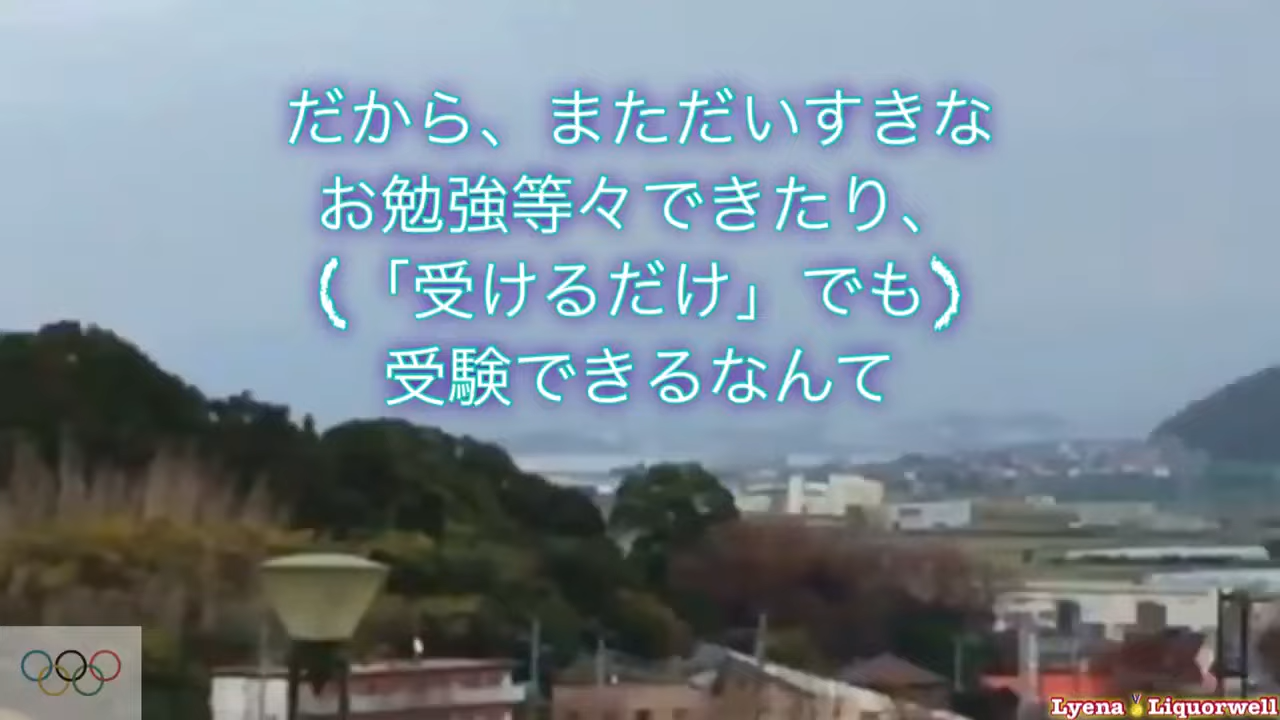 だから、まただいすきな
お勉強等々できたり、
(「受けるだけ」でも)
受験できるなんて
Lyena🏅Liquorwell